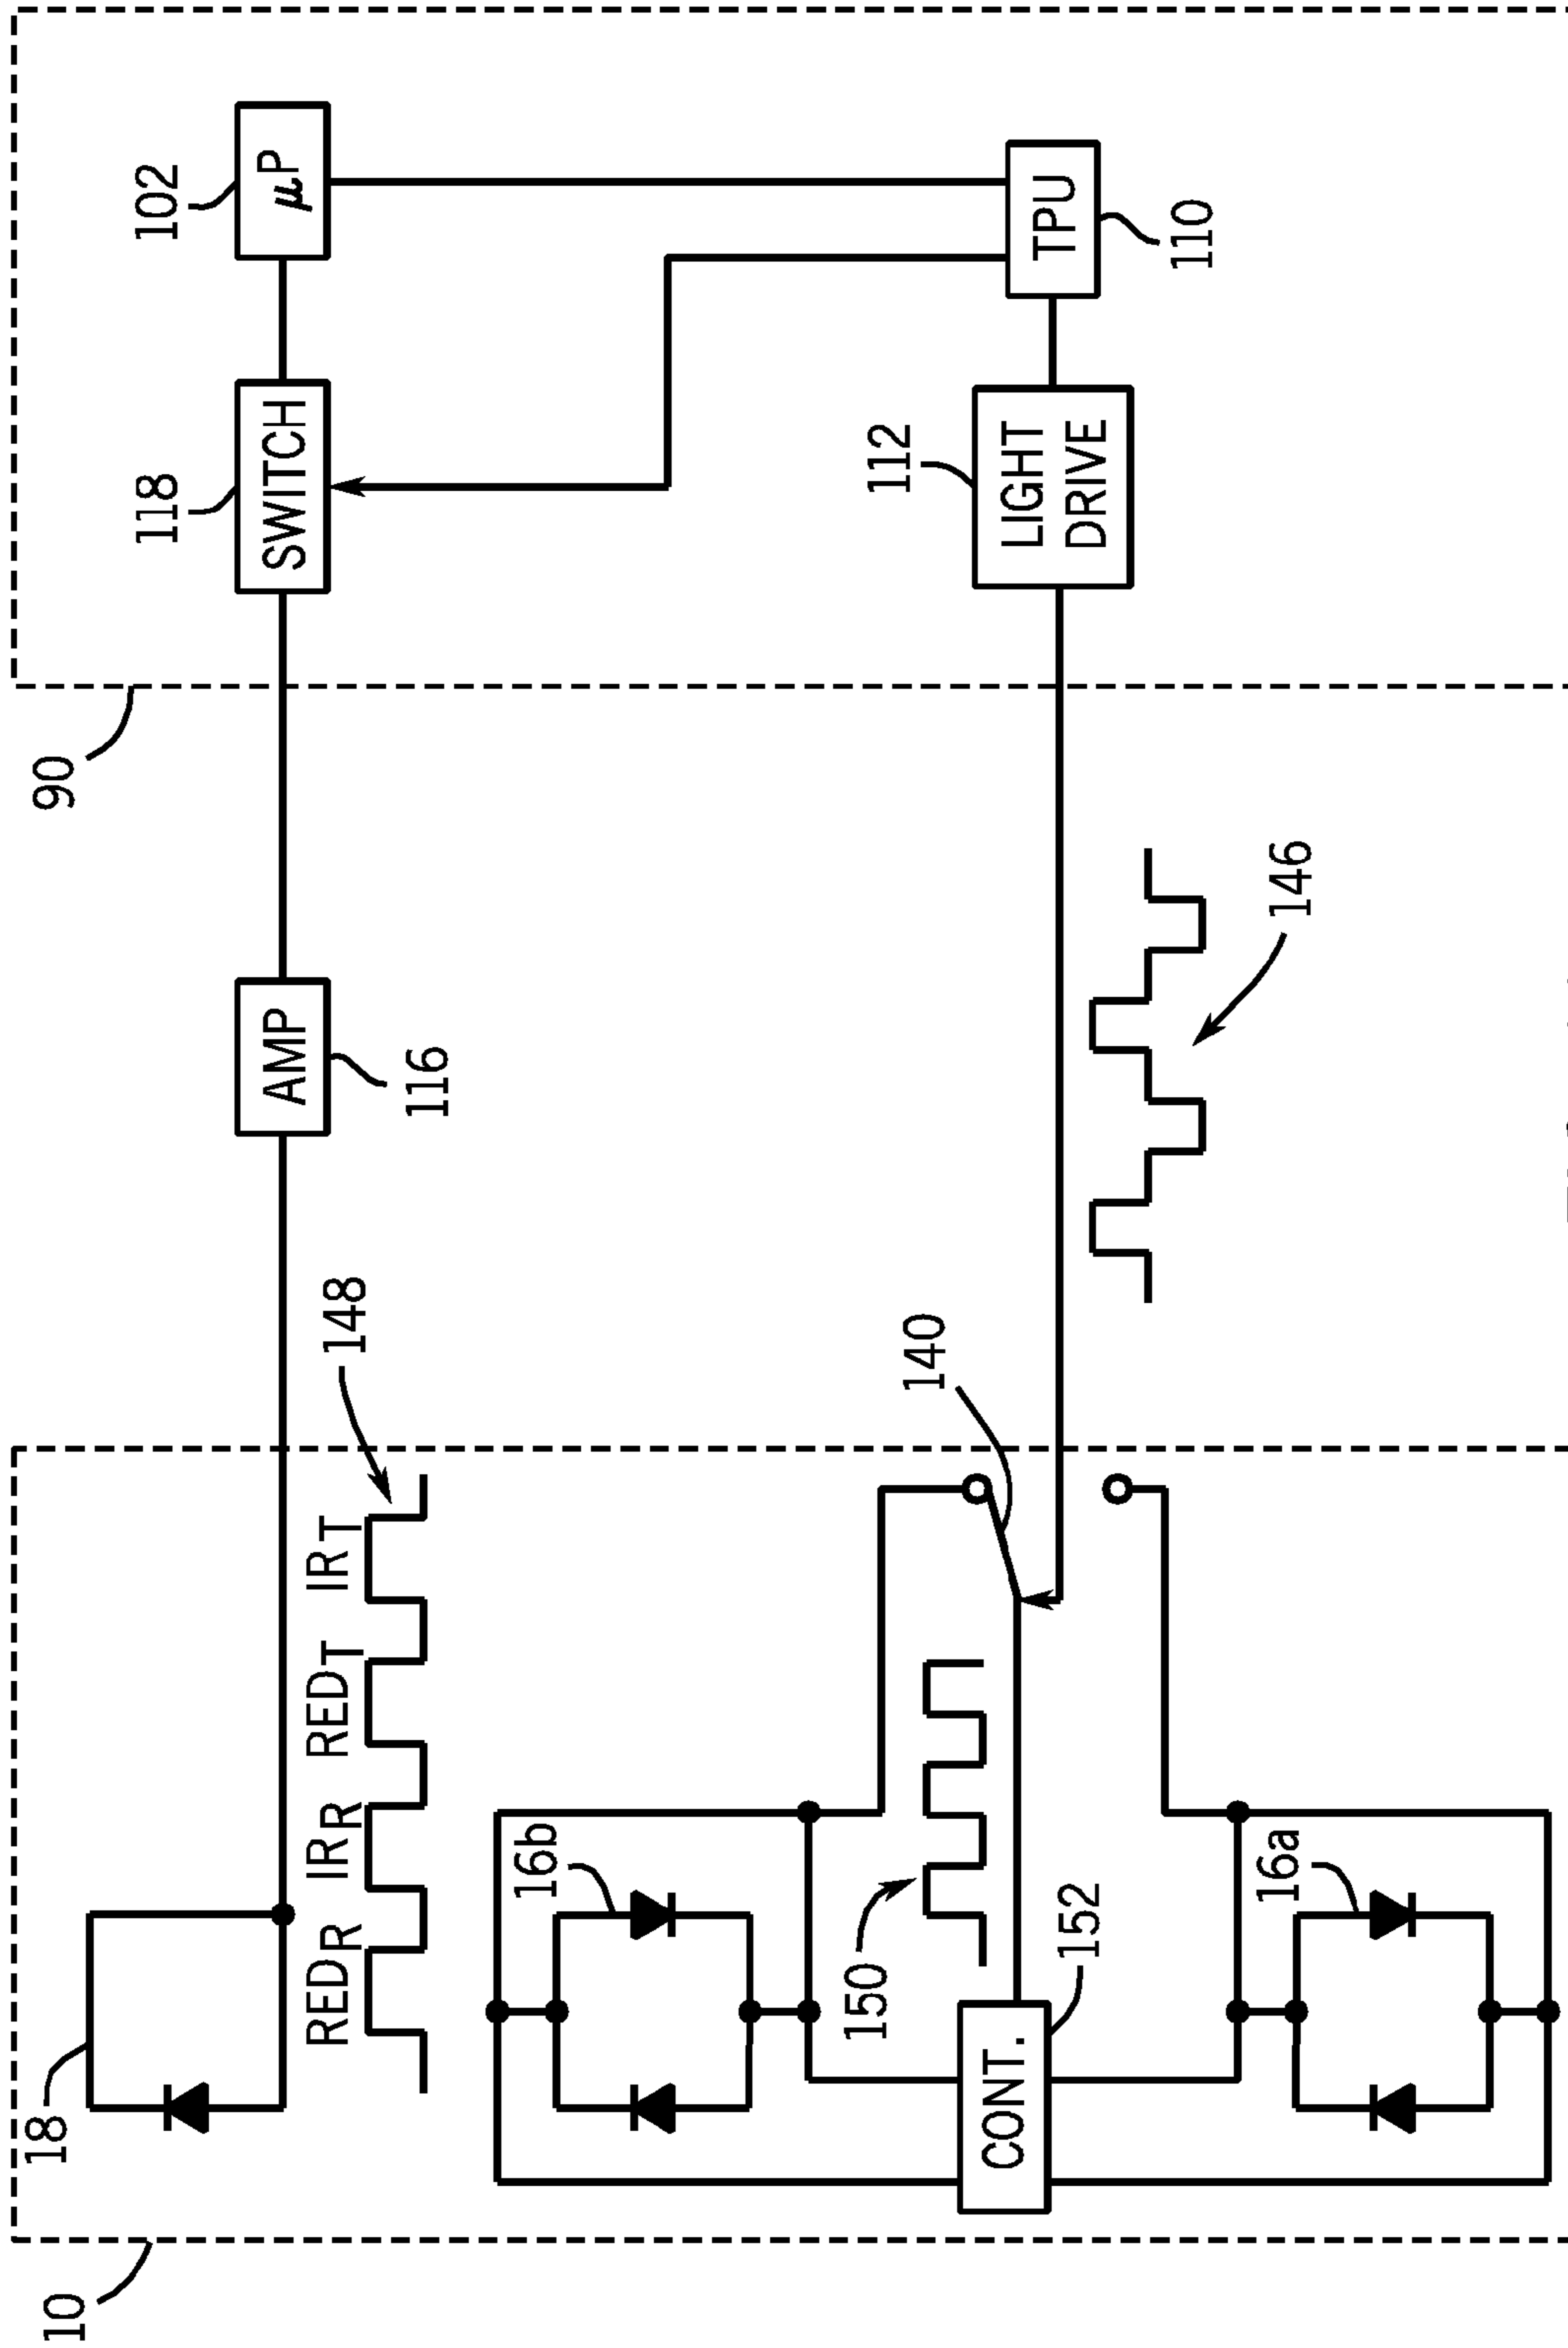 10
18
90
118
102
AMP
SWITCH
µP
REDR
IRR
REDT
IRT
148
116
16b
150
140
112
CONT.
LIGHT
DRIVE
TPU
152
110
16a
146